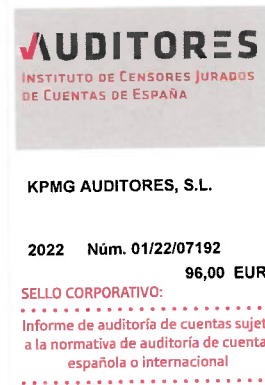 AUDITORES
INSTITUTO DE CENSORES JURADOS
DE CUENTAS DE ESPAÑA
KPMG AUDITORES, S.L.
2022 Núm. 01/22/07192
96,00 EUR
SELLO CORPORATIVO:
Informe de auditoría de cuentas sujet
a la normativa de auditoría de cuenta
española o internacional